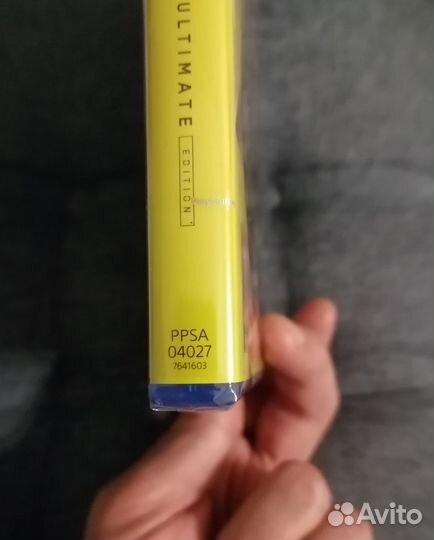 ULTIMATE
EDITION
PPSA
04027
7641603
Avito